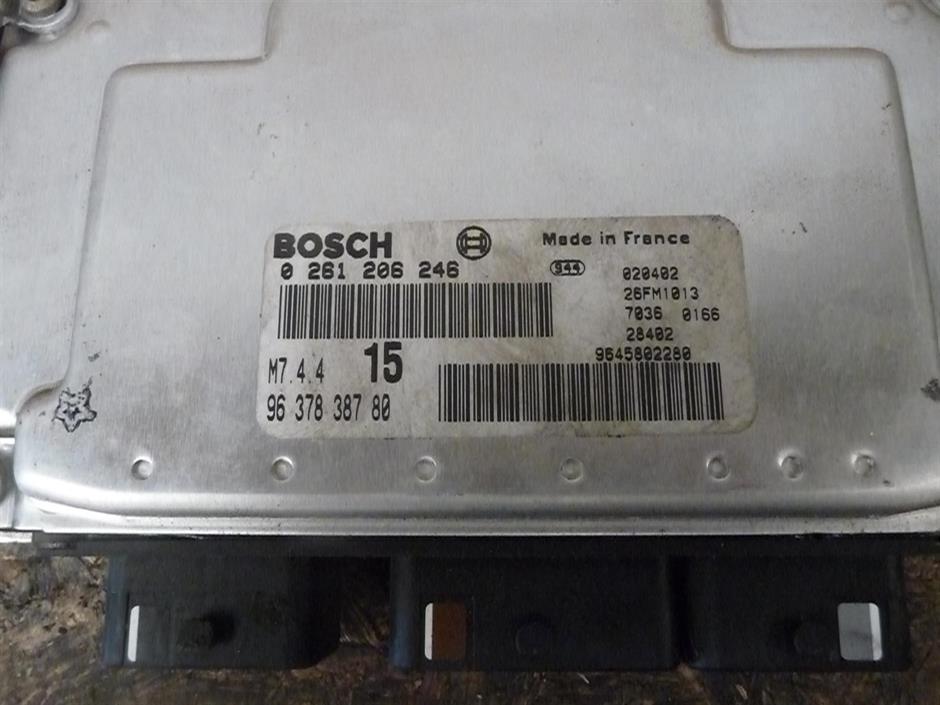 BOSCH Made in France
0 261 206 246
944 020402
26FM1013
7036 0166
28402
9645802280
M7.4.4 15
96 378 387 80